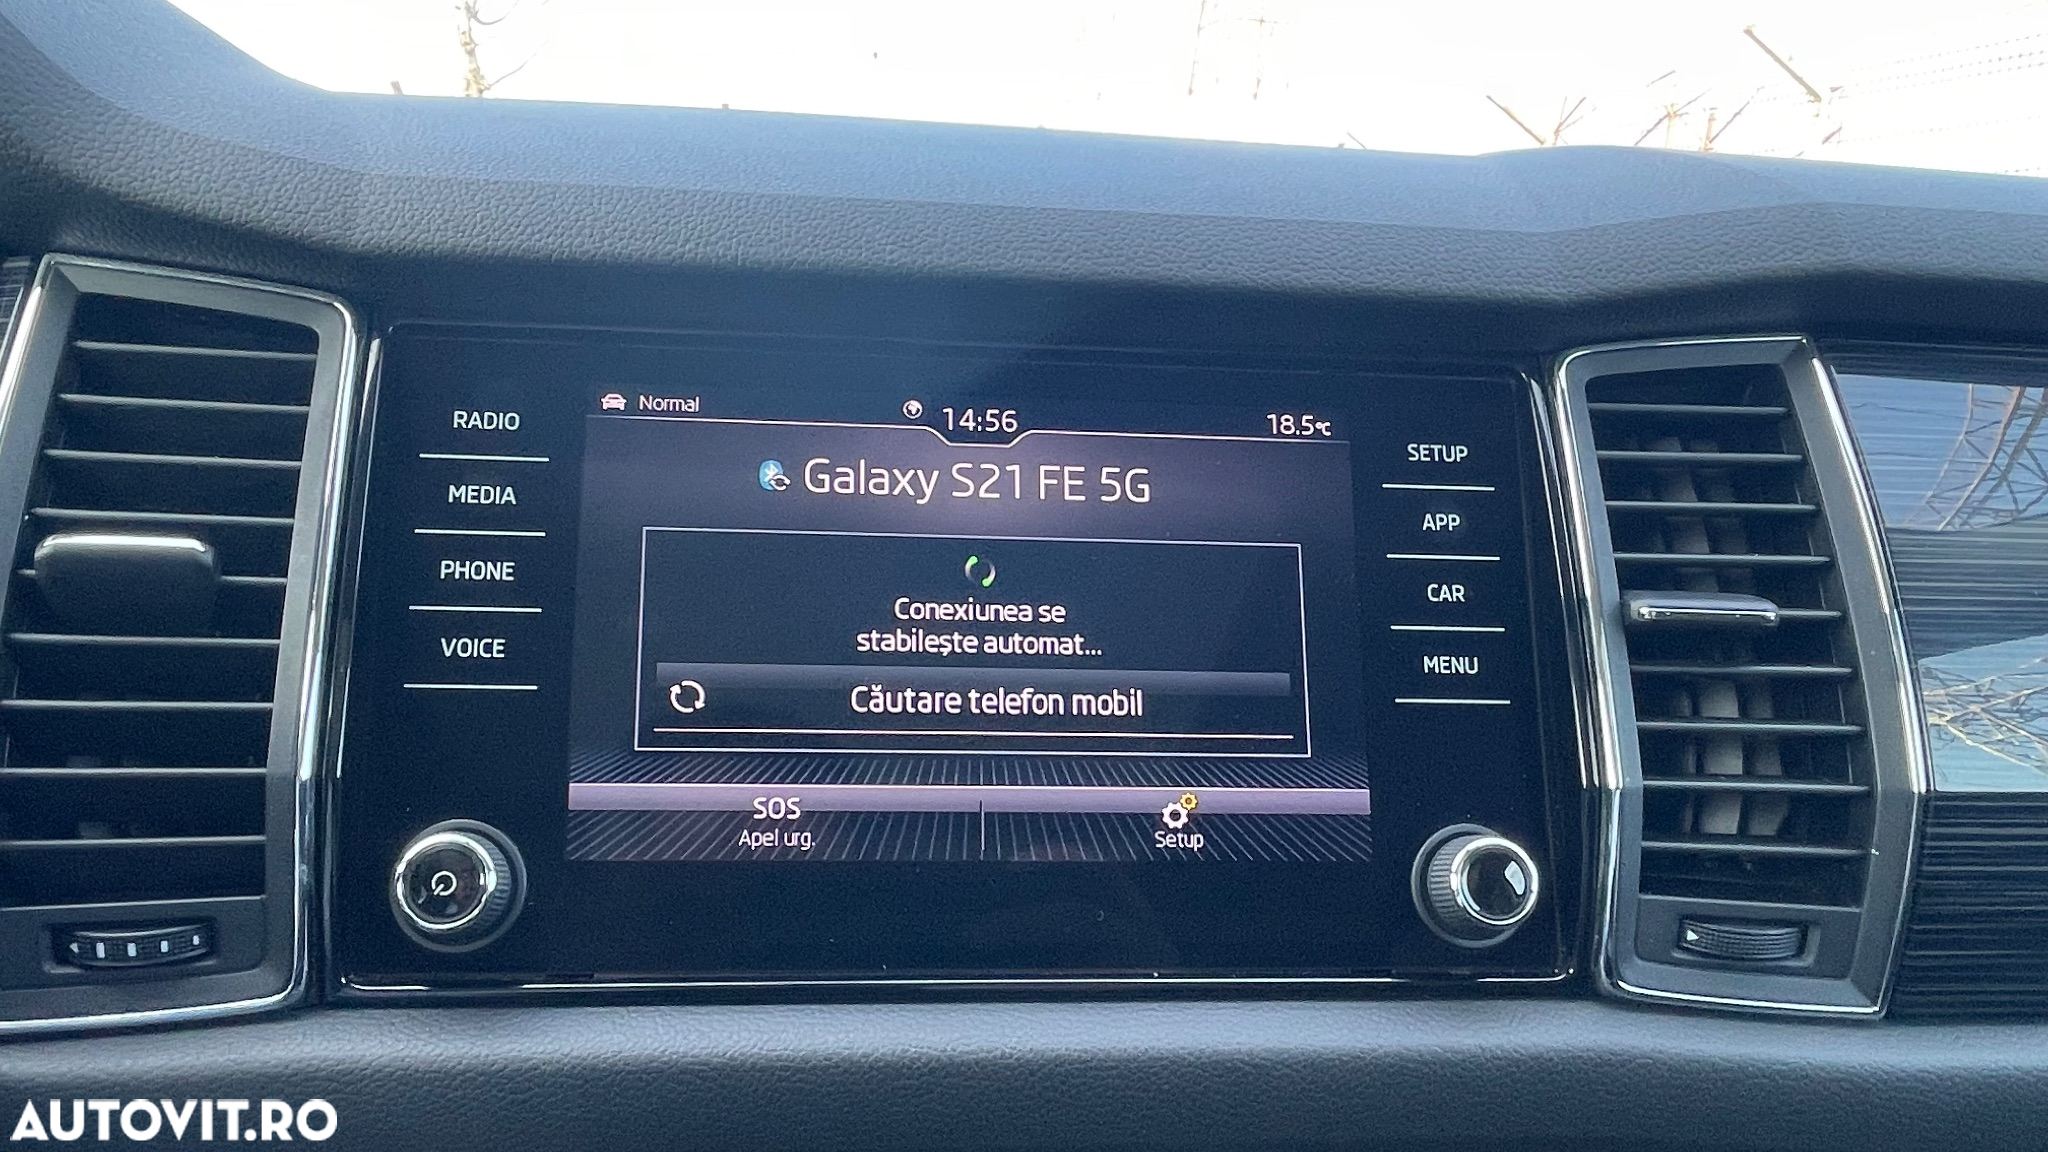 Normal
14:56
18.5°C
Galaxy S21 FE 5G
Conexiunea se
stabilește automat...
Căutare telefon mobil
SOS
Apel urg.
Setup
RADIO
MEDIA
PHONE
VOICE
SETUP
APP
CAR
MENU
AUTOVIT.RO